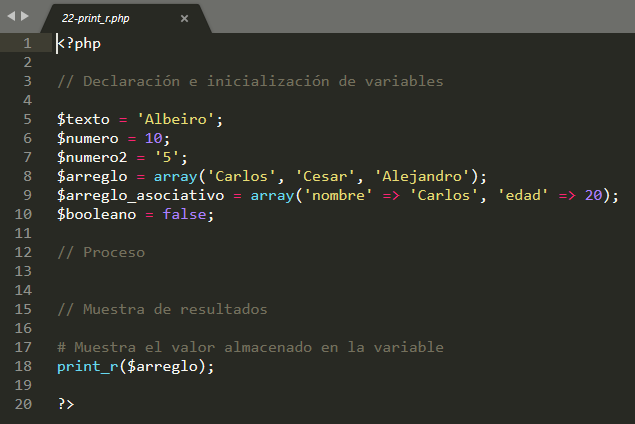 22-print_r.php ×
1 <?php
2
3 // Declaración e inicialización de variables
4
5 $texto = 'Albeiro';
6 $numero = 10;
7 $numero2 = '5';
8 $arreglo = array('Carlos', 'Cesar', 'Alejandro');
9 $arreglo_asociativo = array('nombre' => 'Carlos', 'edad' => 20);
10 $booleano = false;
11
12 // Proceso
13
14
15 // Muestra de resultados
16
17 # Muestra el valor almacenado en la variable
18 print_r($arreglo);
19
20 ?>